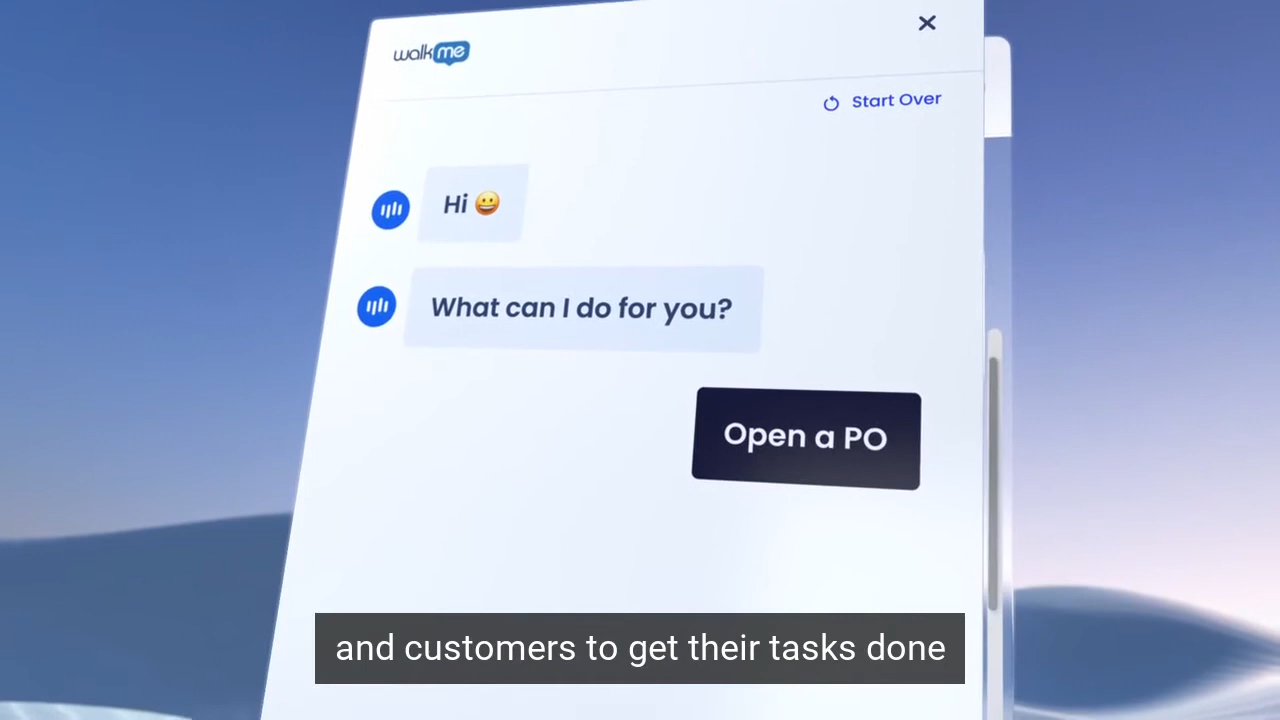 walkme
Start Over
Hi 😀
What can I do for you?
Open a PO
and customers to get their tasks done